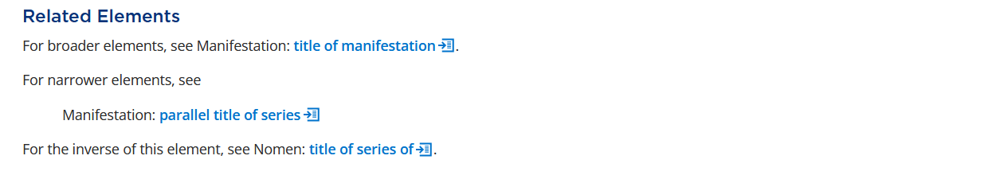 Related Elements
For broader elements, see Manifestation: title of manifestation.
For narrower elements, see
Manifestation: parallel title of series
For the inverse of this element, see Nomen: title of series of.